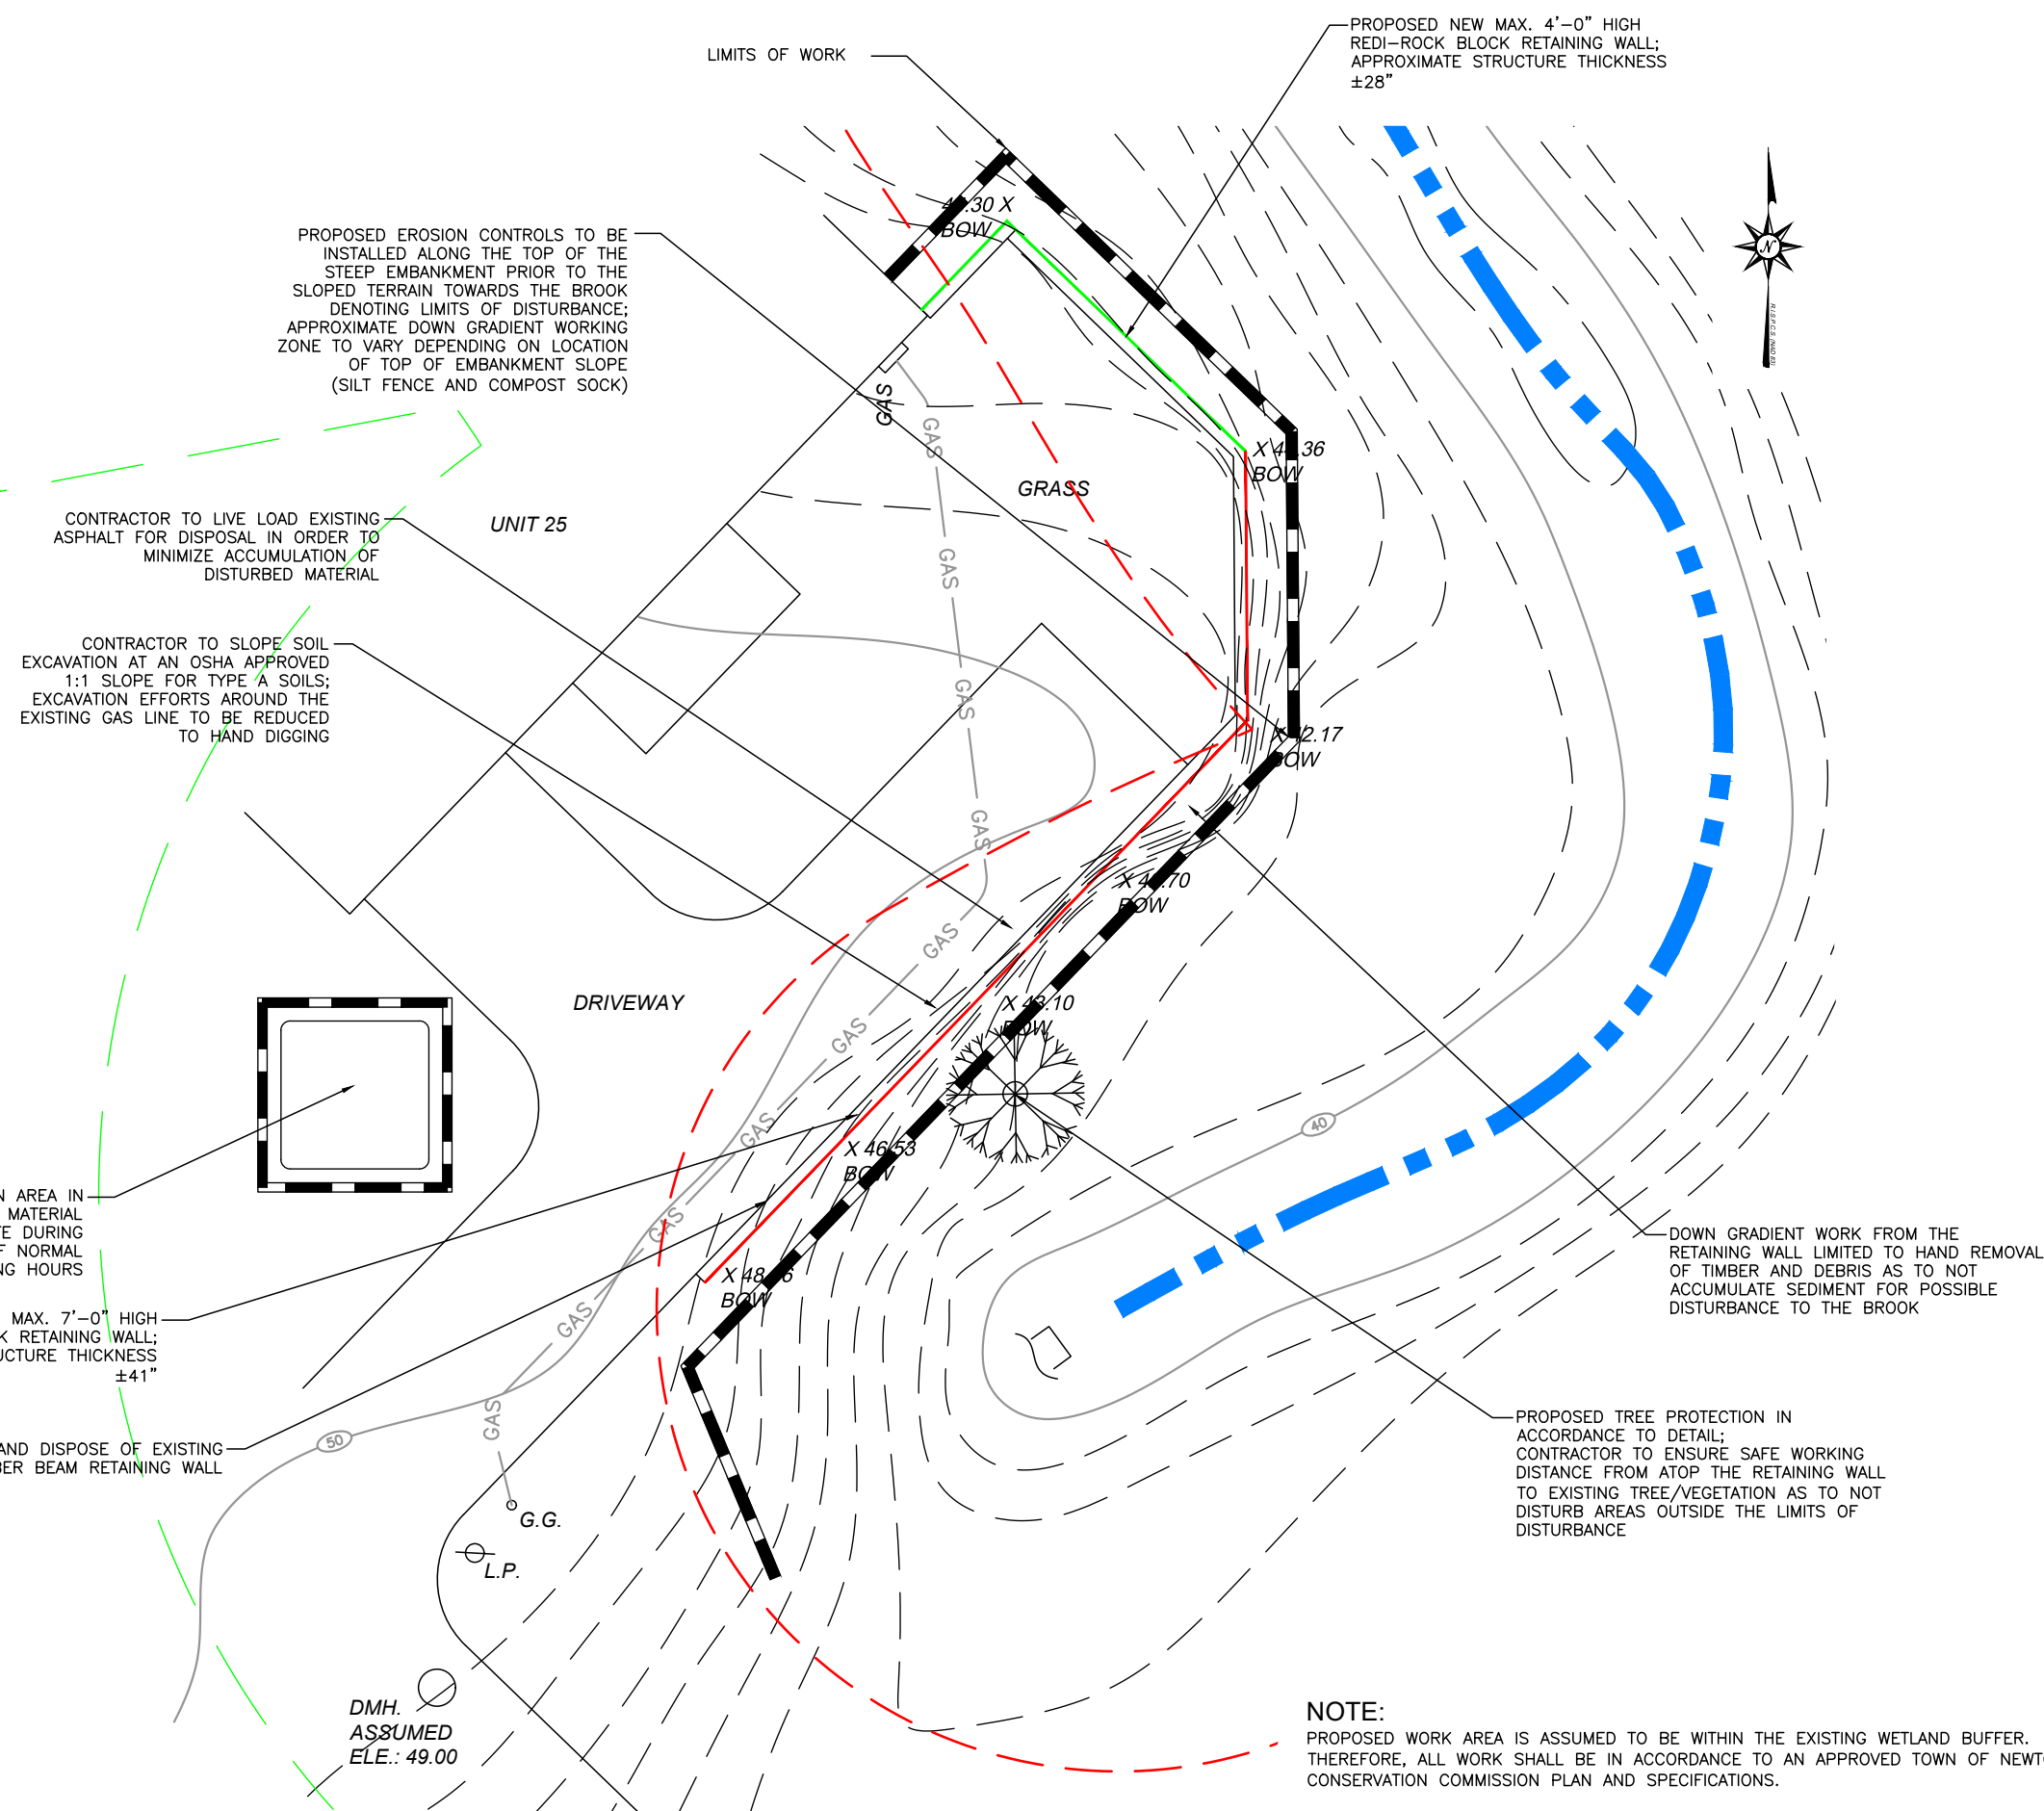 LIMITS OF WORK
PROPOSED NEW MAX. 4'-0" HIGH
REDI-ROCK BLOCK RETAINING WALL;
APPROXIMATE STRUCTURE THICKNESS
±28"
PROPOSED EROSION CONTROLS TO BE
INSTALLED ALONG THE TOP OF THE
STEEP EMBANKMENT PRIOR TO THE
SLOPED TERRAIN TOWARDS THE BROOK
DENOTING LIMITS OF DISTURBANCE;
APPROXIMATE DOWN GRADIENT WORKING
ZONE TO VARY DEPENDING ON LOCATION
OF TOP OF EMBANKMENT SLOPE
(SILT FENCE AND COMPOST SOCK)
X
BOW
N
GAS
GAS
X
BOW
GRASS
UNIT 25
CONTRACTOR TO LIVE LOAD EXISTING
ASPHALT FOR DISPOSAL IN ORDER TO
MINIMIZE ACCUMULATION OF
DISTURBED MATERIAL
GAS
CONTRACTOR TO SLOPE SOIL
EXCAVATION AT AN OSHA APPROVED
1:1 SLOPE FOR TYPE A SOILS;
EXCAVATION EFFORTS AROUND THE
EXISTING GAS LINE TO BE REDUCED
TO HAND DIGGING
GAS
X 42.17
BOW
GAS
X
BOW
GAS
DRIVEWAY
X 43.10
BOW
GAS
GAS
40
X 46.53
BOW
N AREA IN
MATERIAL
DURING
NORMAL
HOURS
GAS
DOWN GRADIENT WORK FROM THE
RETAINING WALL LIMITED TO HAND REMOVAL
OF TIMBER AND DEBRIS AS TO NOT
ACCUMULATE SEDIMENT FOR POSSIBLE
DISTURBANCE TO THE BROOK
X
BOW
GAS
MAX. 7'-0" HIGH
RETAINING WALL;
UCTURE THICKNESS
±41"
GAS
50
AND DISPOSE OF EXISTING
BER BEAM RETAINING WALL
PROPOSED TREE PROTECTION IN
ACCORDANCE TO DETAIL;
CONTRACTOR TO ENSURE SAFE WORKING
DISTANCE FROM ATOP THE RETAINING WALL
TO EXISTING TREE/VEGETATION AS TO NOT
DISTURB AREAS OUTSIDE THE LIMITS OF
DISTURBANCE
G.G.
L.P.
DMH.
ASSUMED
ELE.: 49.00
NOTE:
PROPOSED WORK AREA IS ASSUMED TO BE WITHIN THE EXISTING WETLAND BUFFER.
THEREFORE, ALL WORK SHALL BE IN ACCORDANCE TO AN APPROVED TOWN OF
CONSERVATION COMMISSION PLAN AND SPECIFICATIONS.